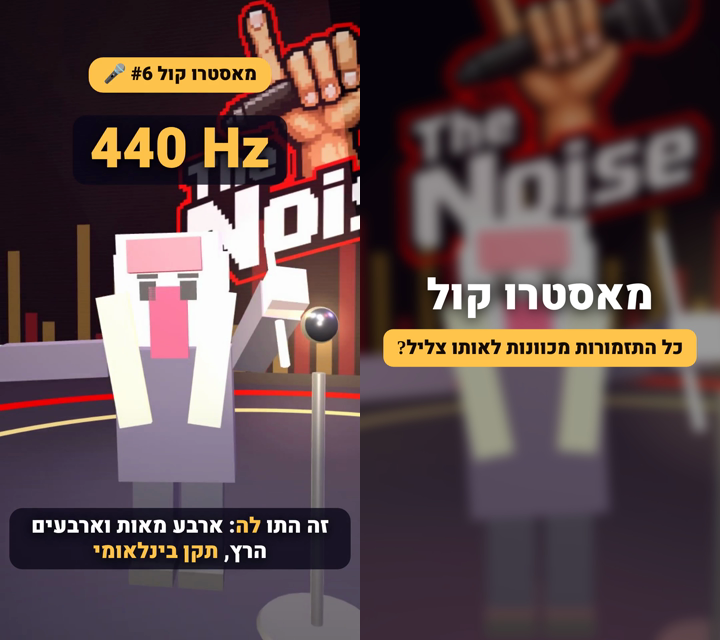 מאסטרו קול #6 🎤
440 Hz
The
Nois
זה התו לה: ארבע מאות וארבעים
הרץ, תקן בינלאומי
The
Noise
מאסטרו קול
כל התזמורות מכוונות לאותו צליל?